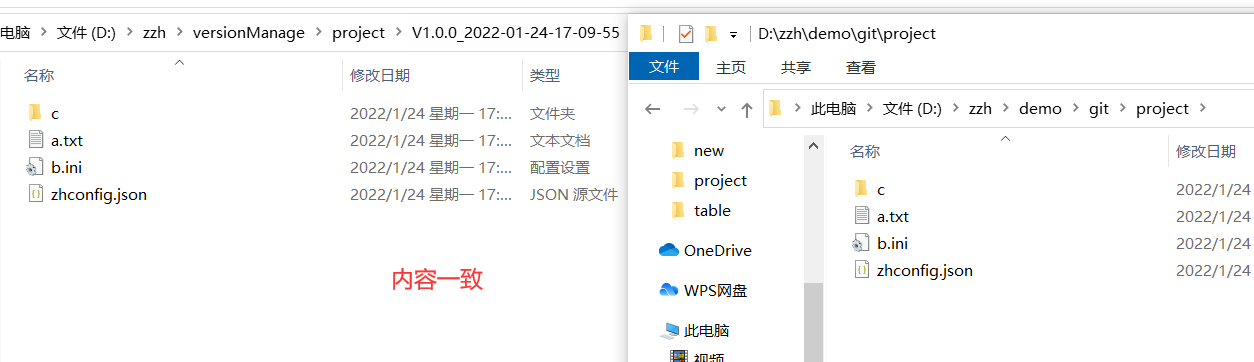 电脑 > 文件 (D:) > zzh > versionManage > project > V1.0.0_2022-01-24-17-09-55
名称 修改日期 类型
c 2022/1/24 星期一 17:... 文件夹
a.txt 2022/1/24 星期一 17:... 文本文档
b.ini 2022/1/24 星期一 17:... 配置设置
zhconfig.json 2022/1/24 星期一 17:... JSON 源文件
内容一致
D:\zzh\demo\git\project
文件 主页 共享 查看
此电脑 > 文件 (D:) > zzh > demo > git > project >
new
project
table
OneDrive
WPS网盘
此电脑
视频
名称 修改日期
c 2022/1/24
a.txt 2022/1/24
b.ini 2022/1/24
zhconfig.json 2022/1/24